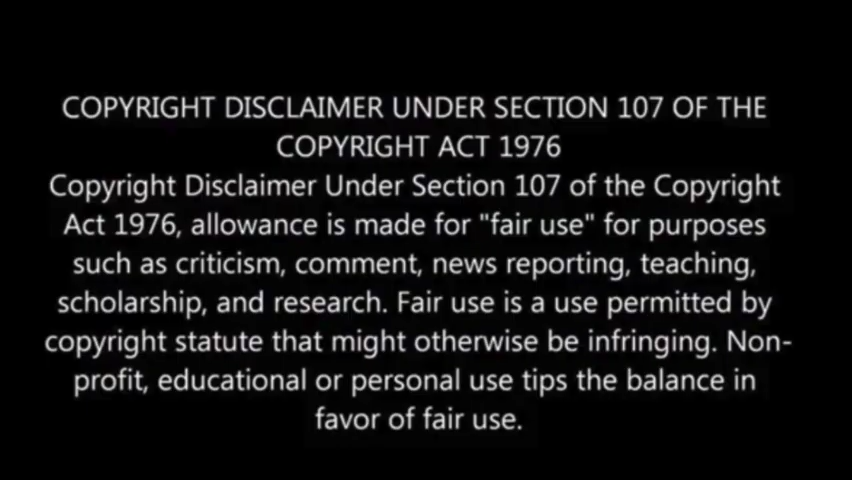 COPYRIGHT DISCLAIMER UNDER SECTION 107 OF THE
COPYRIGHT ACT 1976
Copyright Disclaimer Under Section 107 of the Copyright
Act 1976, allowance is made for "fair use" for purposes
such as criticism, comment, news reporting, teaching,
scholarship, and research. Fair use is a use permitted by
copyright statute that might otherwise be infringing. Non-
profit, educational or personal use tips the balance in
favor of fair use.